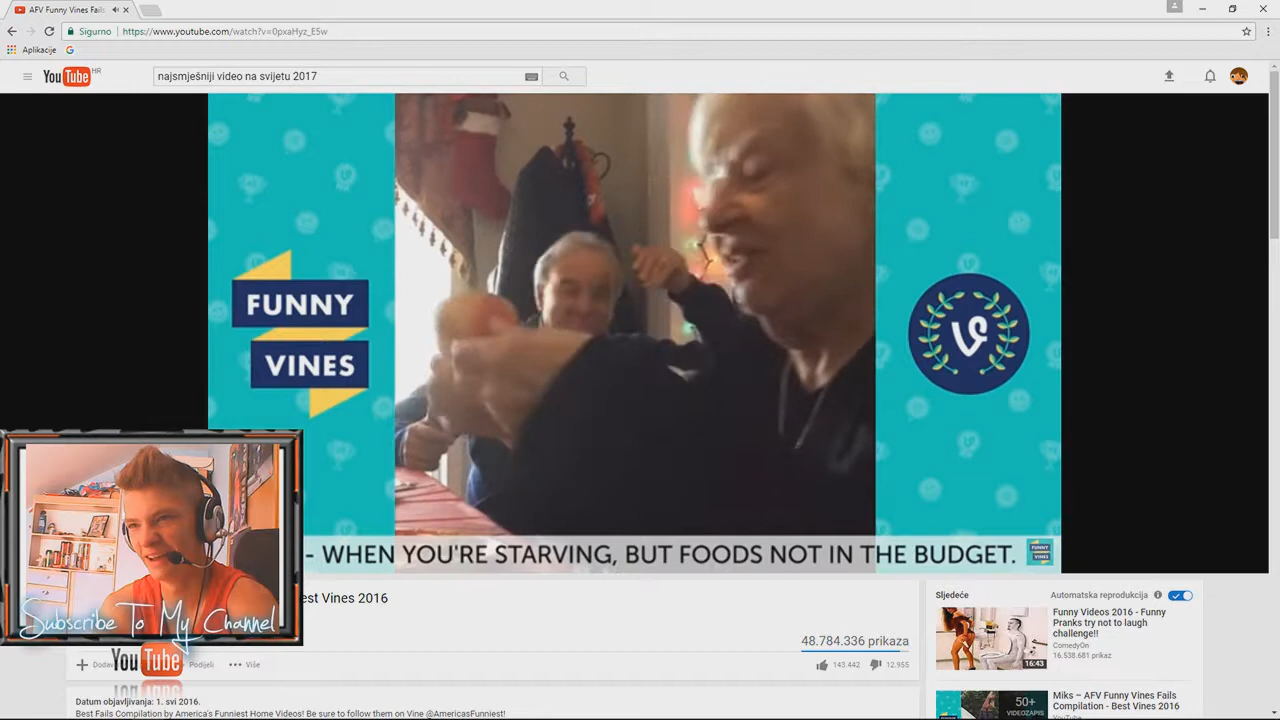 AFV Funny Vines Fails
Sigurno
https://www.youtube.com/watch?v=0pxaHyz_E5w
Aplikacije
YouTube HR
najsmješniji video na svijetu 2017
FUNNY
VINES
- WHEN YOU'RE STARVING, BUT FOODS NOT IN THE BUDGET.
FUNNY
VINES
est Vines 2016
Subscribe To My Channel
YouTube
48.784.336 prikaza
Podijeli
Više
143.442
12.955
Datum objavljivanja: 1. svi 2016.
Best Fails Compilation by America's Funniest Home Videos! Be sure to follow them on Vine @AmericasFunniest!
Sljedeće
Automatska reprodukcija
Funny Videos 2016 - Funny
Pranks try not to laugh
challenge!!
ComedyOn
16.538.681 prikaz
16:43
Miks – AFV Funny Vines Fails
Compilation - Best Vines 2016
YouTube
50+
VIDEOZAPIS